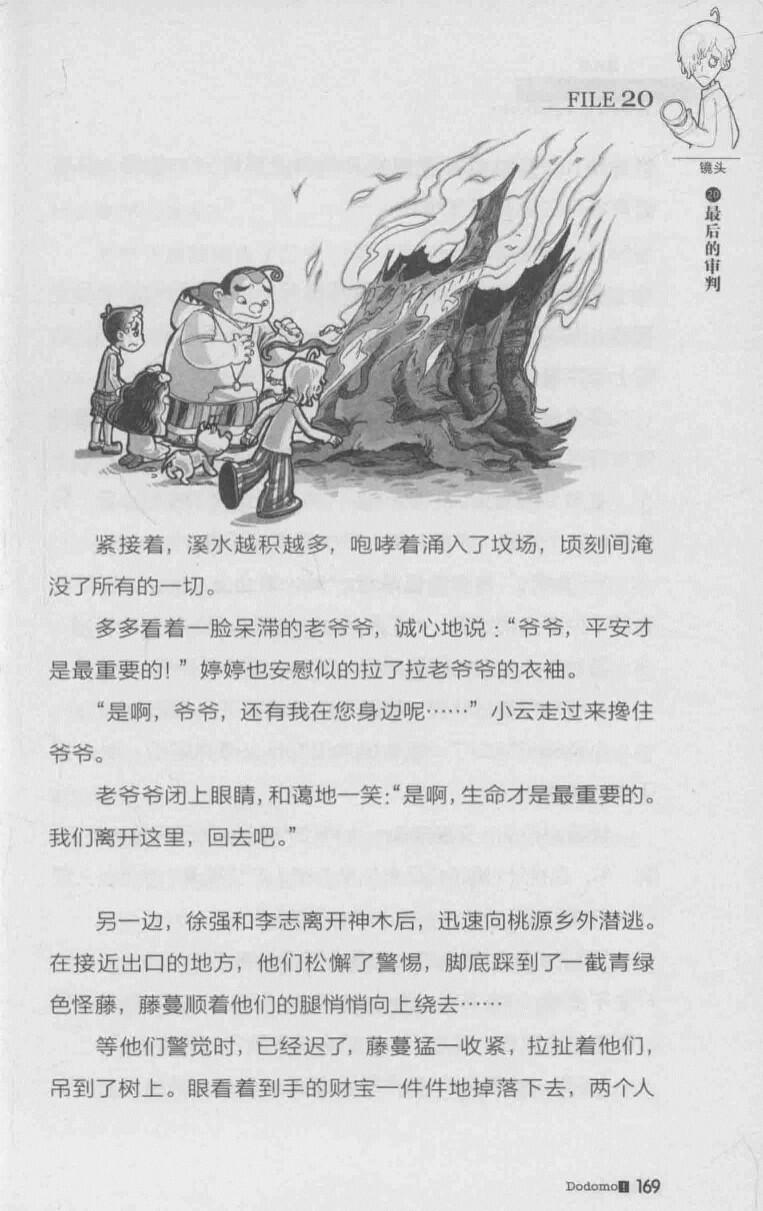 FILE 20
镜头
20 最后的审判
紧接着，溪水越积越多，咆哮着涌入了坟场，顷刻间淹
没了所有的一切。
多多看着一脸呆滞的老爷爷，诚心地说：“爷爷，平安才
是最重要的！”婷婷也安慰似的拉了拉老爷爷的衣袖。
“是啊，爷爷，还有我在您身边呢……”小云走过来搀住
爷爷。
老爷爷闭上眼睛，和蔼地一笑：“是啊，生命才是最重要的。
我们离开这里，回去吧。”
另一边，徐强和李志离开神木后，迅速向桃源乡外潜逃。
在接近出口的地方，他们松懈了警惕，脚底踩到了一截青绿
色怪藤，藤蔓顺着他们的腿悄悄向上绕去……
等他们警觉时，已经迟了，藤蔓猛一收紧，拉扯着他们，
吊到了树上。眼看着到手的财宝一件件地掉落下去，两个人
Dodomo! 169